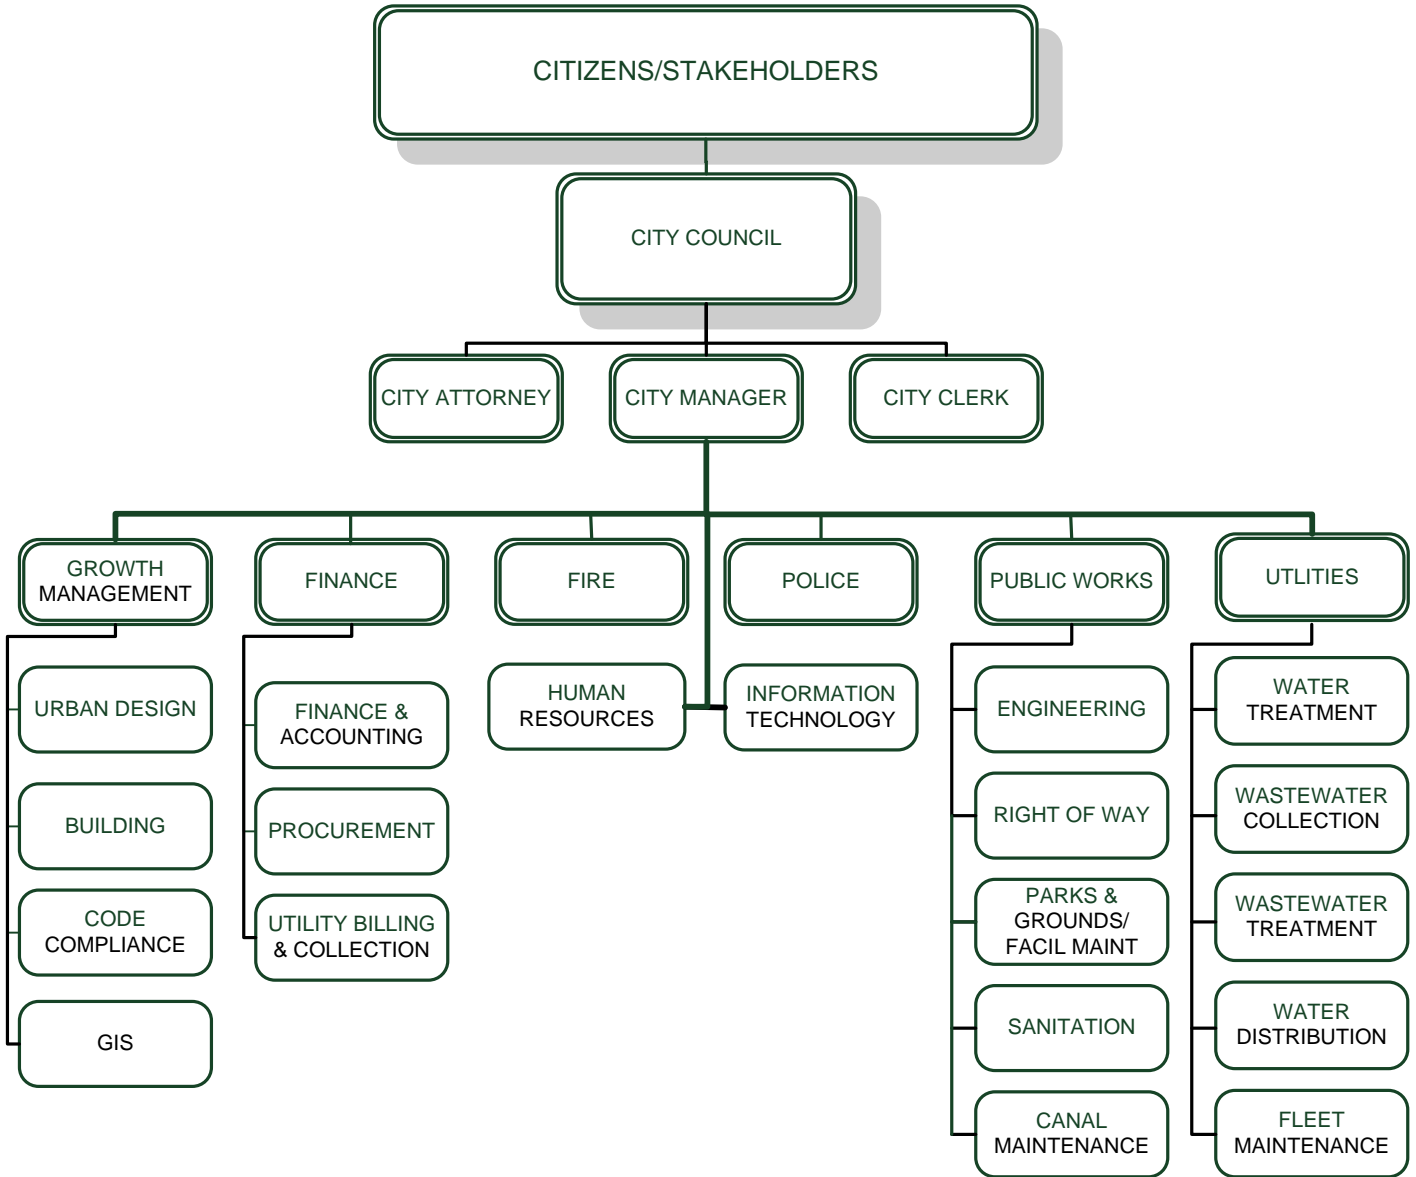 CITIZENS/STAKEHOLDERS
CITY COUNCIL
CITY ATTORNEY
CITY MANAGER
CITY CLERK
GROWTH
MANAGEMENT
FINANCE
FIRE
POLICE
PUBLIC WORKS
UTLITIES
URBAN DESIGN
BUILDING
CODE
COMPLIANCE
GIS
FINANCE &
ACCOUNTING
PROCUREMENT
UTILITY BILLING
& COLLECTION
HUMAN
RESOURCES
INFORMATION
TECHNOLOGY
ENGINEERING
RIGHT OF WAY
PARKS &
GROUNDS/
FACIL MAINT
SANITATION
CANAL
MAINTENANCE
WATER
TREATMENT
WASTEWATER
COLLECTION
WASTEWATER
TREATMENT
WATER
DISTRIBUTION
FLEET
MAINTENANCE